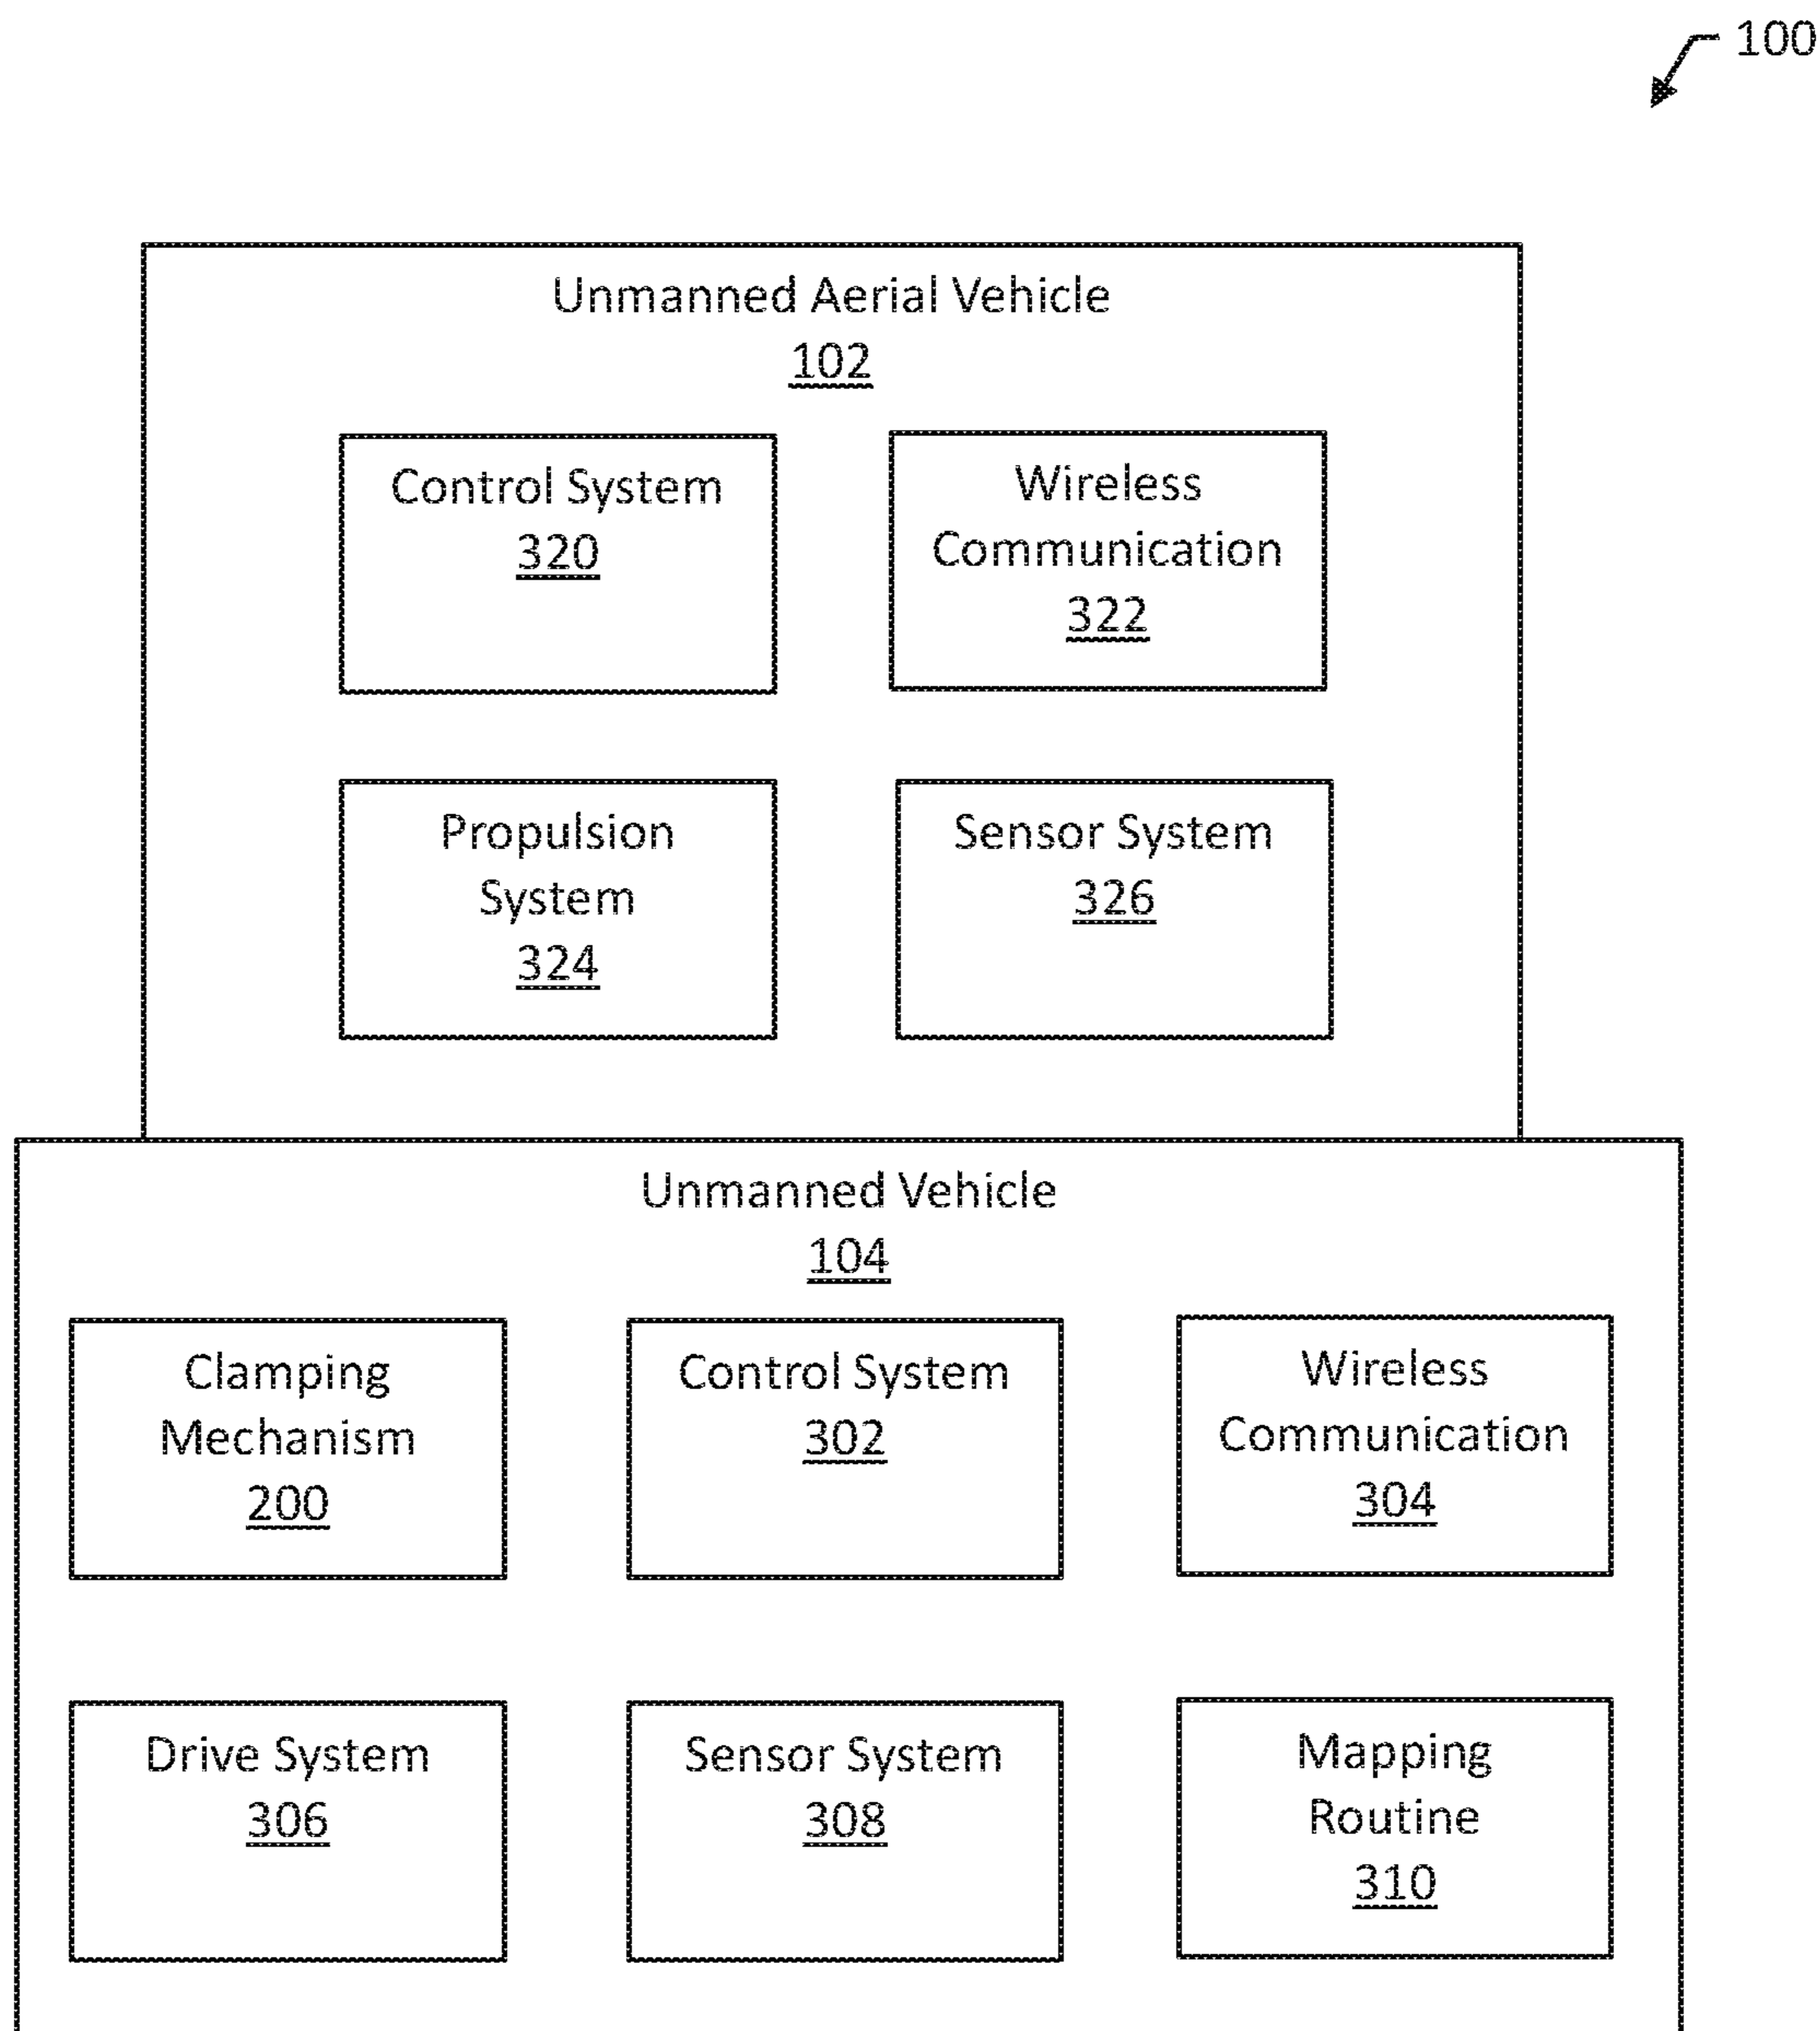 100
Unmanned Aerial Vehicle
102
Control System
320
Wireless
Communication
322
Propulsion
System
324
Sensor System
326
Unmanned Vehicle
104
Clamping
Mechanism
200
Control System
302
Wireless
Communication
304
Drive System
306
Sensor System
308
Mapping
Routine
310